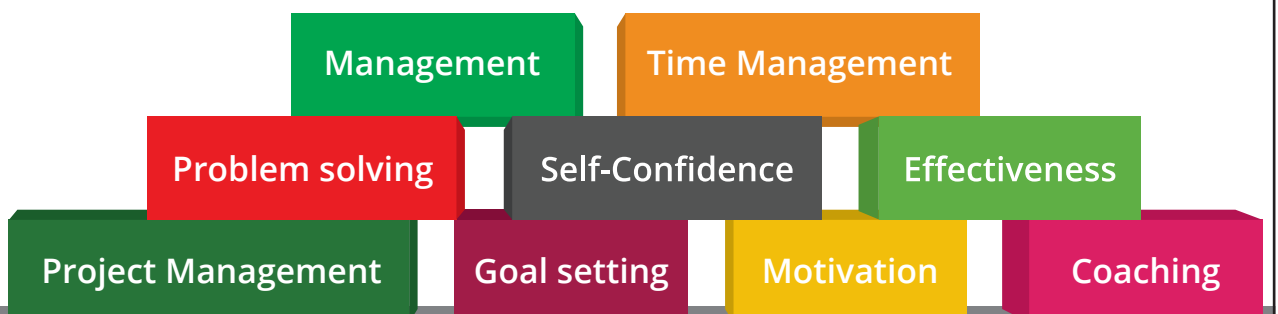 Management Time Management
Problem solving Self-Confidence Effectiveness
Project Management Goal setting Motivation Coaching